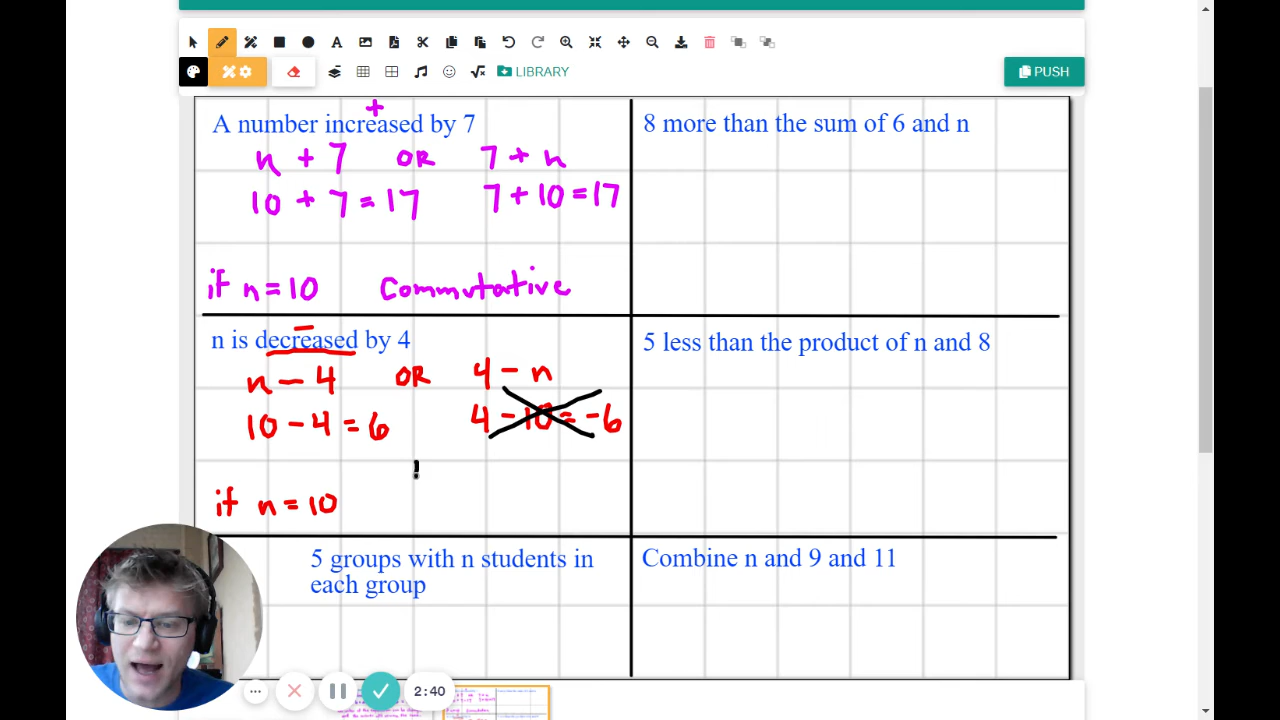 LIBRARY
PUSH
A number increased by 7
+
n + 7 OR 7 + n
10 + 7 = 17 7 + 10 = 17
if n = 10 Commutative
8 more than the sum of 6 and n
n is decreased by 4
−
n − 4 OR 4 − n
10 − 4 = 6 4 − 10 = −6
if n = 10
5 less than the product of n and 8
5 groups with n students in
each group
Combine n and 9 and 11
2:40